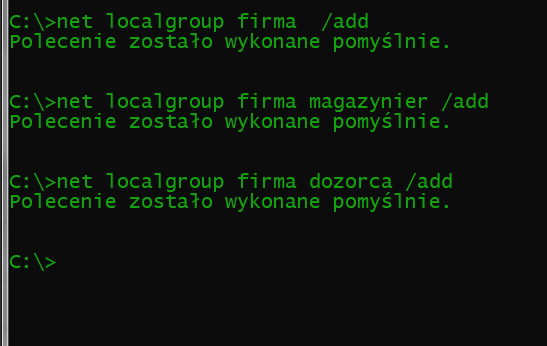 C:\>net localgroup firma  /add
Polecenie zostało wykonane pomyślnie.
C:\>net localgroup firma magazynier /add
Polecenie zostało wykonane pomyślnie.
C:\>net localgroup firma dozorca /add
Polecenie zostało wykonane pomyślnie.
C:\>